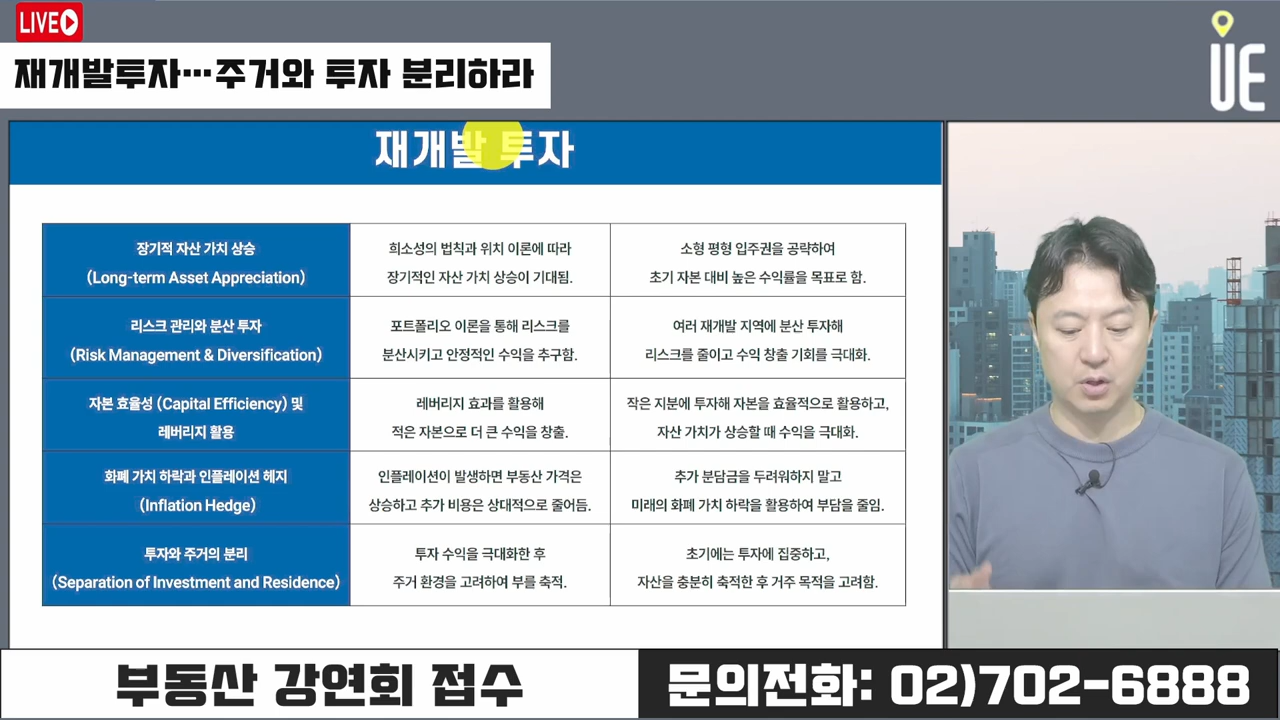 LIVE
재개발투자…주거와 투자 분리하라
UE
재개발 투자
장기적 자산 가치 상승
(Long-term Asset Appreciation)
희소성의 법칙과 위치 이론에 따라
장기적인 자산 가치 상승이 기대됨.
소형 평형 입주권을 공략하여
초기 자본 대비 높은 수익률을 목표로 함.
리스크 관리와 분산 투자
(Risk Management & Diversification)
포트폴리오 이론을 통해 리스크를
분산시키고 안정적인 수익을 추구함.
여러 재개발 지역에 분산 투자해
리스크를 줄이고 수익 창출 기회를 극대화.
자본 효율성 (Capital Efficiency) 및
레버리지 활용
레버리지 효과를 활용해
적은 자본으로 더 큰 수익을 창출.
작은 지분에 투자해 자본을 효율적으로 활용하고,
자산 가치가 상승할 때 수익을 극대화.
화폐 가치 하락과 인플레이션 헤지
(Inflation Hedge)
인플레이션이 발생하면 부동산 가격은
상승하고 추가 비용은 상대적으로 줄어듬.
추가 분담금을 두려워하지 말고
미래의 화폐 가치 하락을 활용하여 부담을 줄임.
투자와 주거의 분리
(Separation of Investment and Residence)
투자 수익을 극대화한 후
주거 환경을 고려하여 부를 축적.
초기에는 투자에 집중하고,
자산을 충분히 축적한 후 거주 목적을 고려함.
부동산 강연회 접수
문의전화: 02)702-6888